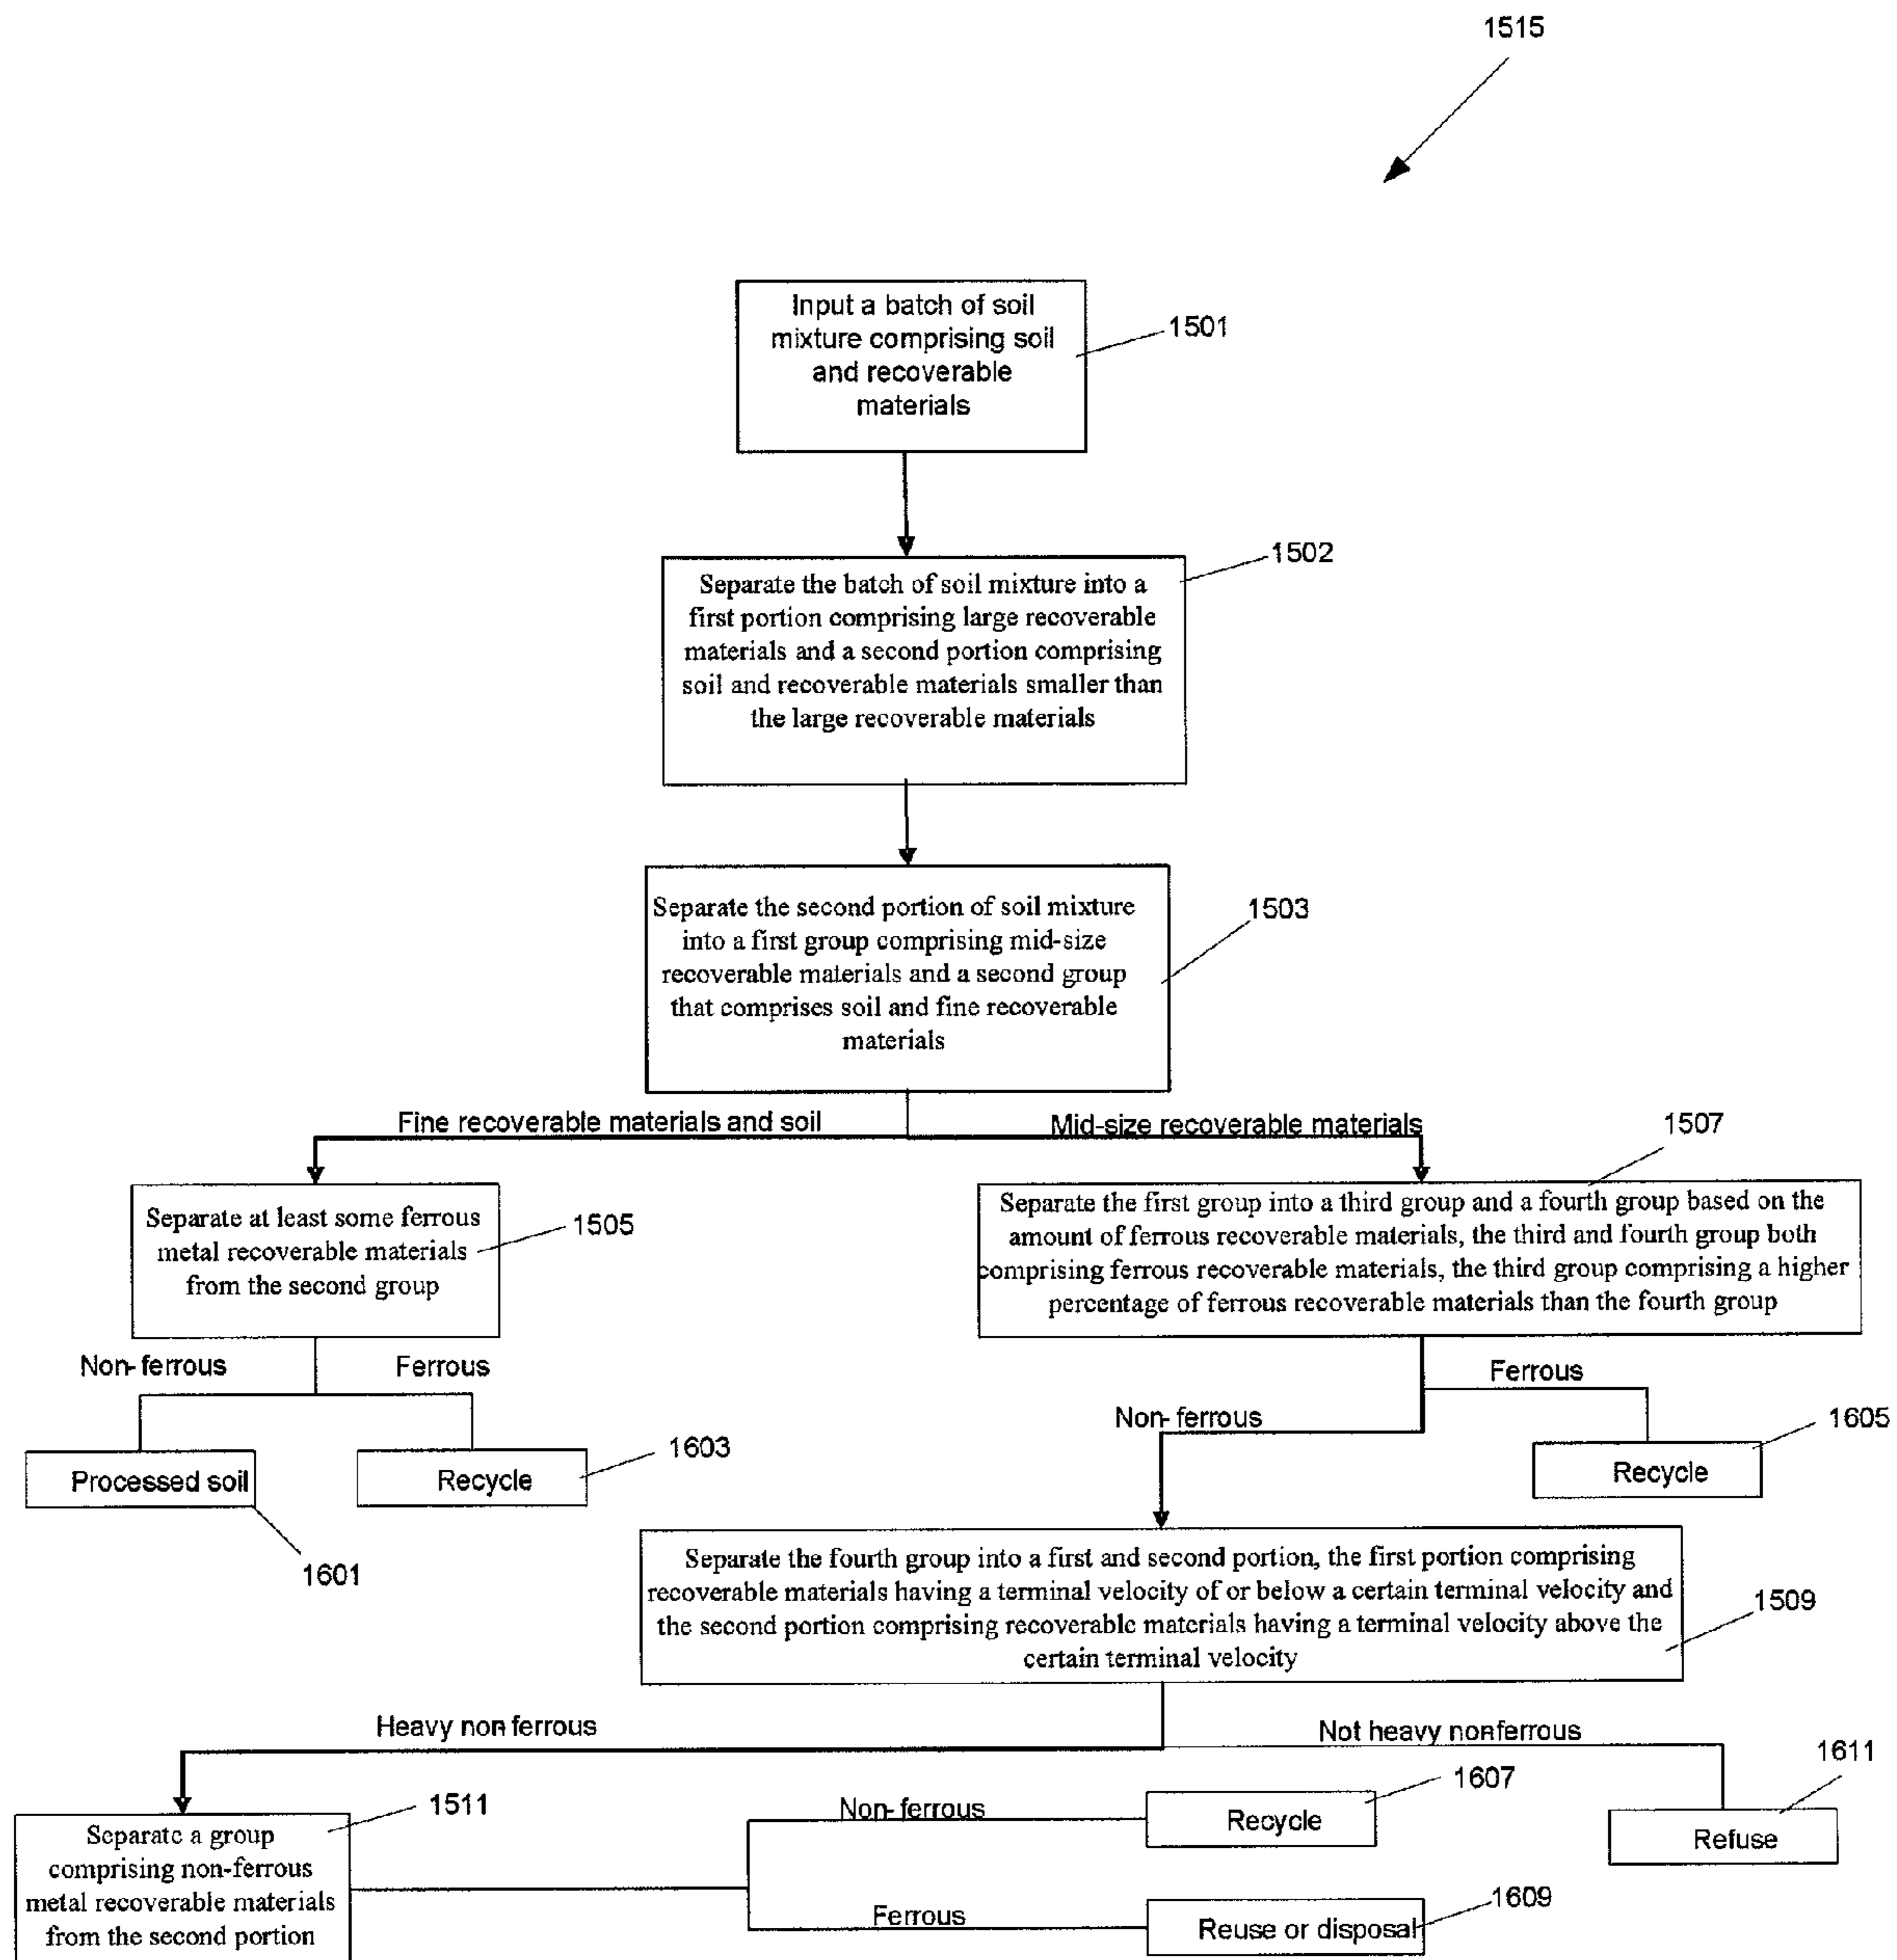 1515
Input a batch of soil
mixture comprising soil
and recoverable
materials
1501
1502
Separate the batch of soil mixture into a
first portion comprising large recoverable
materials and a second portion comprising
soil and recoverable materials smaller than
the large recoverable materials
Separate the second portion of soil mixture
into a first group comprising mid-size
recoverable materials and a second group
that comprises soil and fine recoverable
materials
1503
Fine recoverable materials and soil
Mid-size recoverable materials
1507
Separate at least some ferrous
metal recoverable materials
from the second group
1505
Separate the first group into a third group and a fourth group based on the
amount of ferrous recoverable materials, the third and fourth group both
comprising ferrous recoverable materials, the third group comprising a higher
percentage of ferrous recoverable materials than the fourth group
Non-ferrous
Ferrous
Ferrous
Non-ferrous
Processed soil
Recycle
1603
Recycle
1605
1601
Separate the fourth group into a first and second portion, the first portion comprising
recoverable materials having a terminal velocity of or below a certain terminal velocity and
the second portion comprising recoverable materials having a terminal velocity above the
certain terminal velocity
1509
Heavy non ferrous
Not heavy nonferrous
1511
Separate a group
comprising non-ferrous
metal recoverable materials
from the second portion
Non-ferrous
Recycle
1607
Refuse
1611
Ferrous
Reuse or disposal
1609